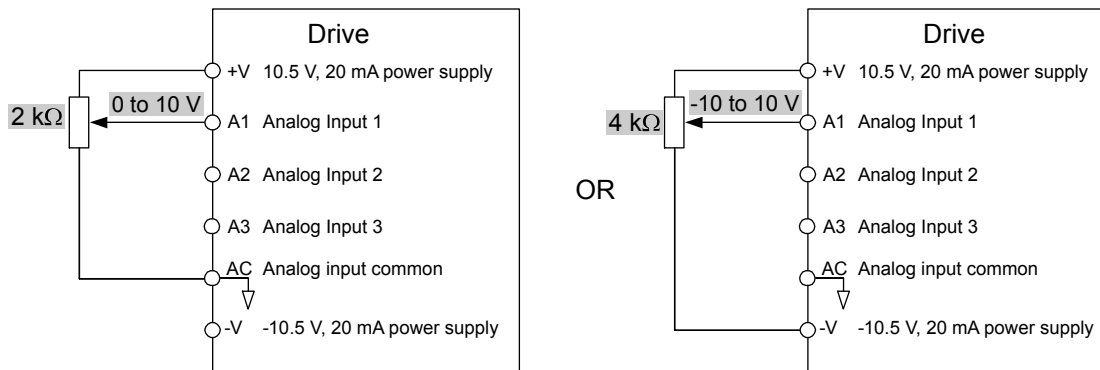 Drive
+V 10.5 V, 20 mA power supply
2 kΩ
0 to 10 V
A1 Analog Input 1
A2 Analog Input 2
A3 Analog Input 3
AC Analog input common
-V -10.5 V, 20 mA power supply
OR
Drive
+V 10.5 V, 20 mA power supply
4 kΩ
-10 to 10 V
A1 Analog Input 1
A2 Analog Input 2
A3 Analog Input 3
AC Analog input common
-V -10.5 V, 20 mA power supply